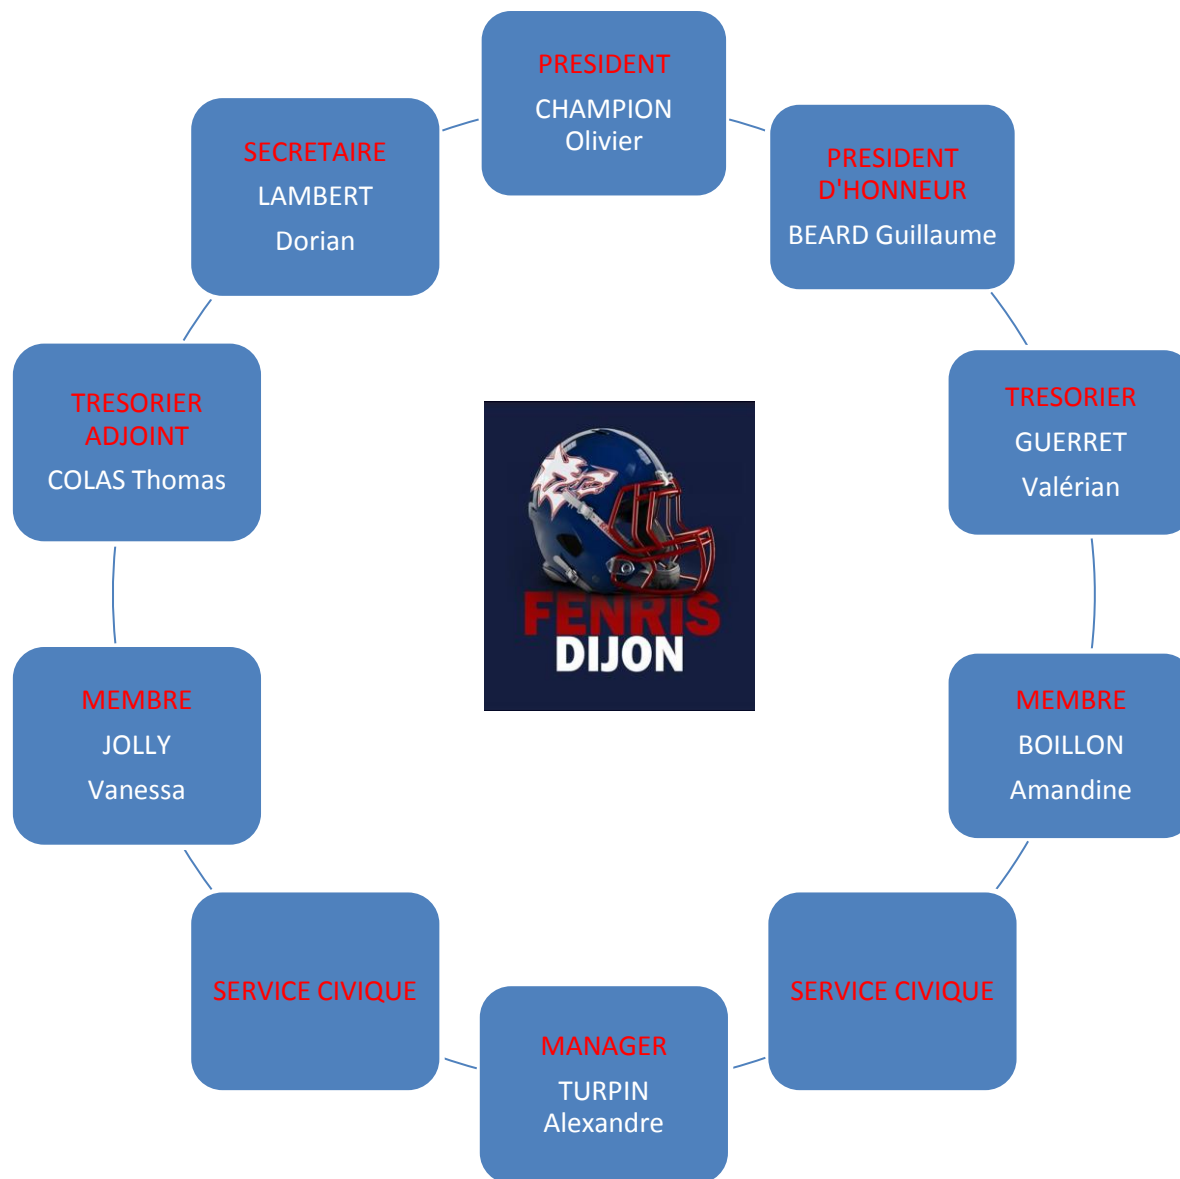 PRESIDENT
CHAMPION
Olivier
PRESIDENT
D'HONNEUR
BEARD Guillaume
TRESORIER
GUERRET
Valérian
MEMBRE
BOILLON
Amandine
SERVICE CIVIQUE
MANAGER
TURPIN
Alexandre
SERVICE CIVIQUE
MEMBRE
JOLLY
Vanessa
TRESORIER
ADJOINT
COLAS Thomas
SECRETAIRE
LAMBERT
Dorian
FENRIS
DIJON